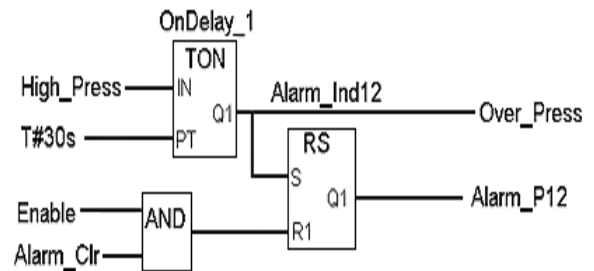 OnDelay_1
TON
High_Press IN
Q1 Alarm_Ind12 Over_Press
T#30s PT
RS
S
Q1 Alarm_P12
Enable AND
R1
Alarm_Clr